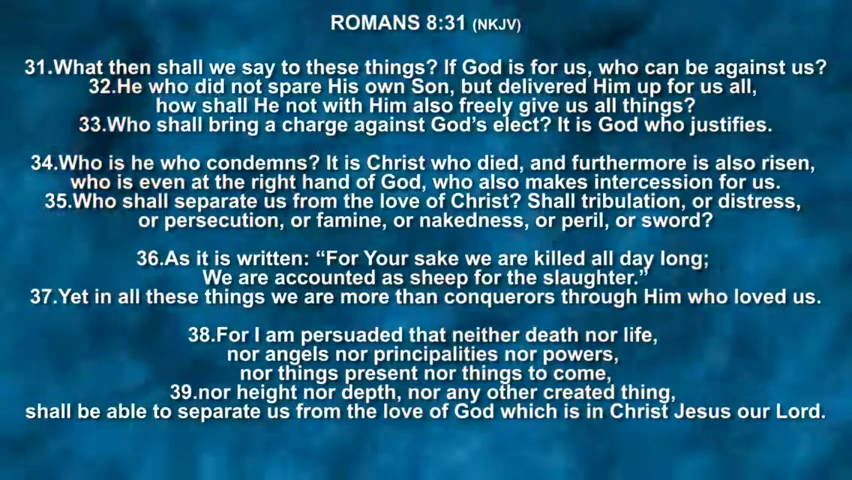 ROMANS 8:31 (NKJV)
31.What then shall we say to these things? If God is for us, who can be against us?
32.He who did not spare His own Son, but delivered Him up for us all,
how shall He not with Him also freely give us all things?
33.Who shall bring a charge against God's elect? It is God who justifies.
34.Who is he who condemns? It is Christ who died, and furthermore is also risen,
who is even at the right hand of God, who also makes intercession for us.
35.Who shall separate us from the love of Christ? Shall tribulation, or distress,
or persecution, or famine, or nakedness, or peril, or sword?
36.As it is written: “For Your sake we are killed all day long;
We are accounted as sheep for the slaughter.”
37.Yet in all these things we are more than conquerors through Him who loved us.
38.For I am persuaded that neither death nor life,
nor angels nor principalities nor powers,
nor things present nor things to come,
39.nor height nor depth, nor any other created thing,
shall be able to separate us from the love of God which is in Christ Jesus our Lord.